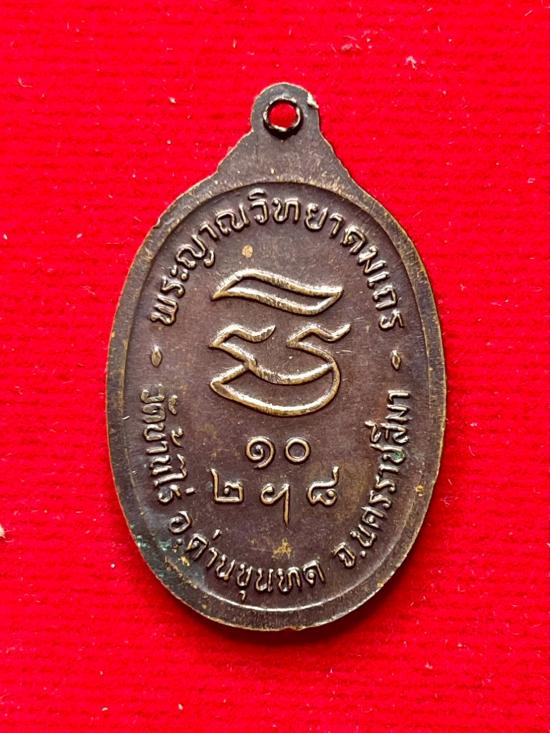 พระญาณวิทยาคมเถร
๑๐
๒ ฯ ๘
วัดบ้านไร่ อ.ด่านขุนทด จ.นครราชสีมา